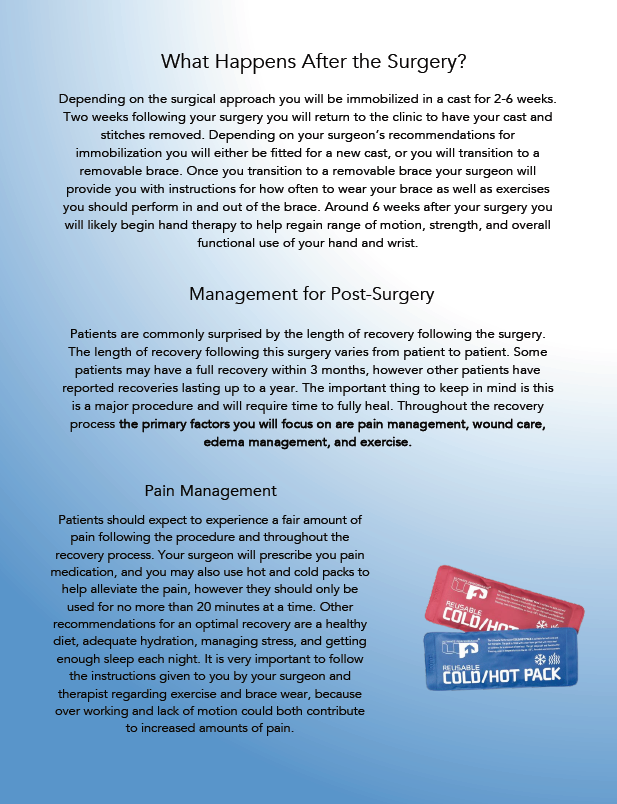 What Happens After the Surgery?
Depending on the surgical approach you will be immobilized in a cast for 2-6 weeks.
Two weeks following your surgery you will return to the clinic to have your cast and
stitches removed. Depending on your surgeon's recommendations for
immobilization you will either be fitted for a new cast, or you will transition to a
removable brace. Once you transition to a removable brace your surgeon will
provide you with instructions for how often to wear your brace as well as exercises
you should perform in and out of the brace. Around 6 weeks after your surgery you
will likely begin hand therapy to help regain range of motion, strength, and overall
functional use of your hand and wrist.
Management for Post-Surgery
Patients are commonly surprised by the length of recovery following the surgery.
The length of recovery following this surgery varies from patient to patient. Some
patients may have a full recovery within 3 months, however other patients have
reported recoveries lasting up to a year. The important thing to keep in mind is this
is a major procedure and will require time to fully heal. Throughout the recovery
process the primary factors you will focus on are pain management, wound care,
edema management, and exercise.
Pain Management
Patients should expect to experience a fair amount of
pain following the procedure and throughout the
recovery process. Your surgeon will prescribe you pain
medication, and you may also use hot and cold packs to
help alleviate the pain, however they should only be
used for no more than 20 minutes at a time. Other
recommendations for an optimal recovery are a healthy
diet, adequate hydration, managing stress, and getting
enough sleep each night. It is very important to follow
the instructions given to you by your surgeon and
therapist regarding exercise and brace wear, because
over working and lack of motion could both contribute
to increased amounts of pain.
REUSABLE
COLD/HOT
REUSABLE
COLD/HOT PACK